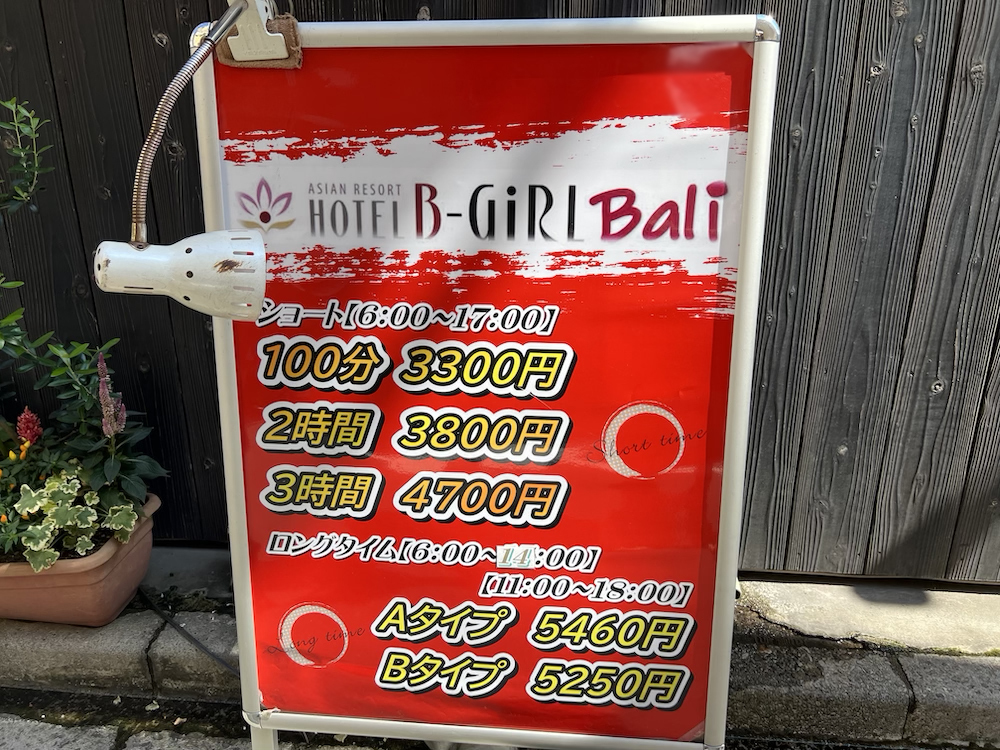 ASIAN RESORT
HOTEL B-GiRL Bali
ショート【6:00〜17:00】
100分 3300円
2時間 3800円
3時間 4700円
Short time
ロングタイム【6:00〜14:00】
【11:00〜18:00】
Long time
Aタイプ 5460円
Bタイプ 5250円